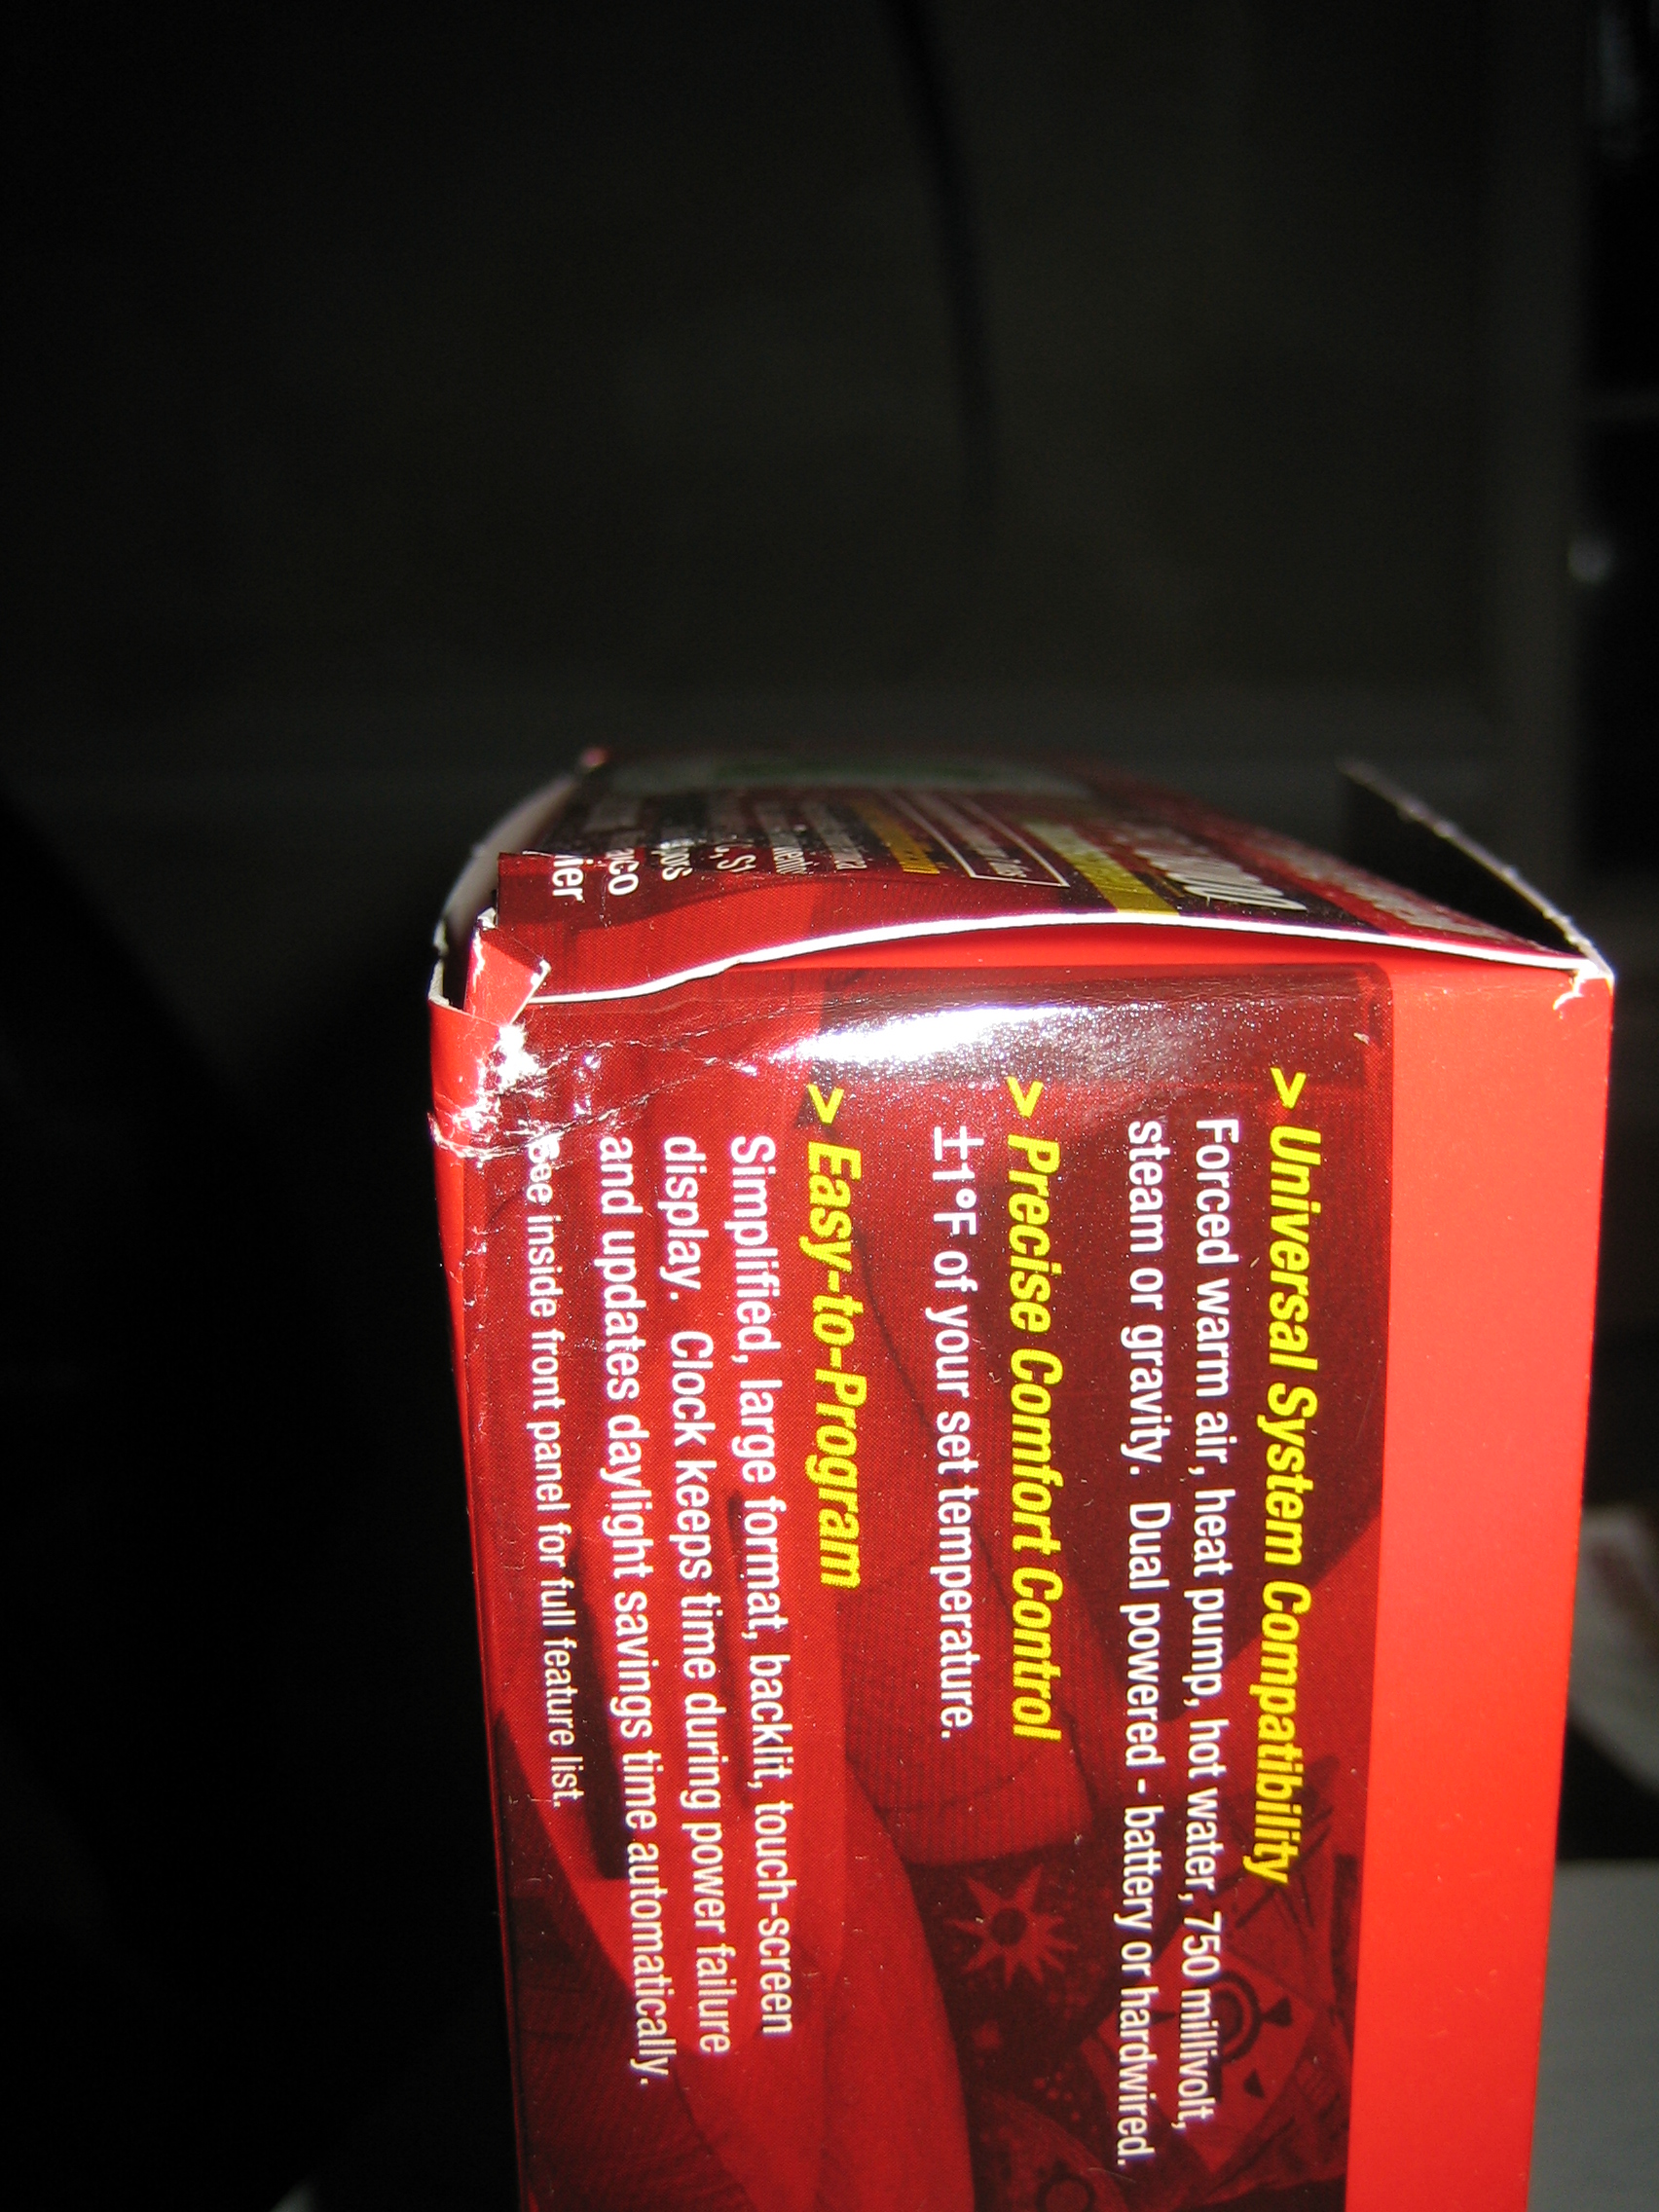 > Universal System Compatibility
Forced warm air, heat pump, hot water, 750 millivolt,
steam or gravity. Dual powered - battery or hardwired.
> Precise Comfort Control
±1°F of your set temperature.
> Easy-to-Program
Simplified, large format, backlit, touch-screen
display. Clock keeps time during power failure
and updates daylight savings time automatically.
See inside front panel for full feature list.